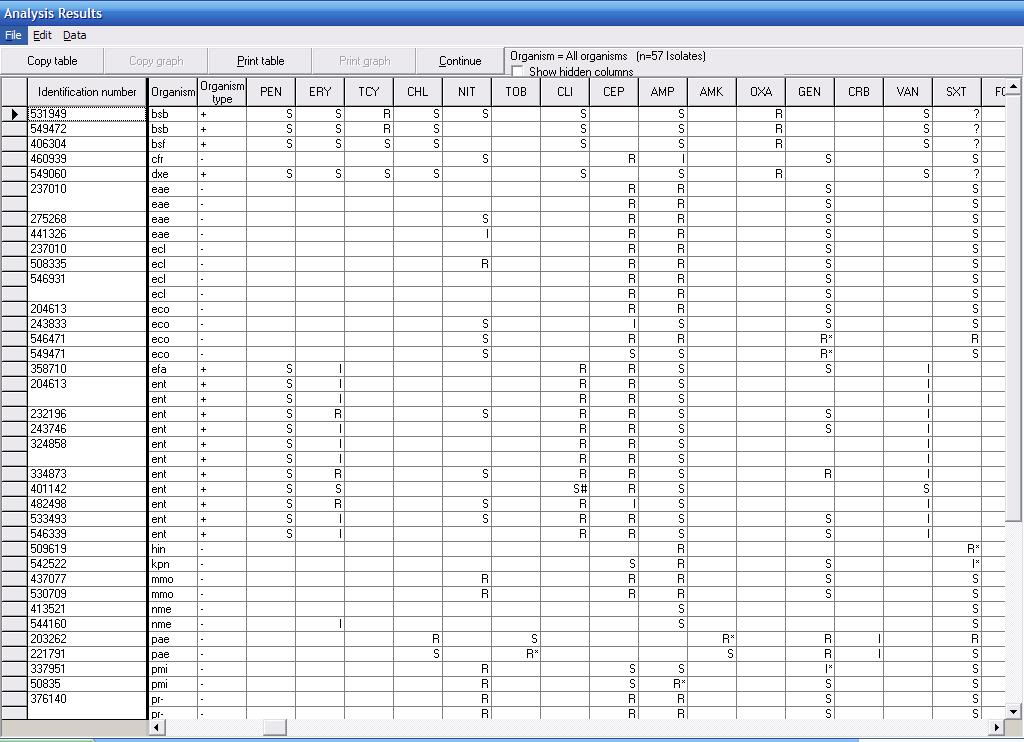 Analysis Results
File Edit Data
Copy table Copy graph Print table Print graph Continue Organism = All organisms (n=57 Isolates)
Show hidden columns
Identification number Organism Organism type PEN ERY TCY CHL NIT TOB CLI CEP AMP AMK OXA GEN CRB VAN SXT FO
531949 bsb + S S R S S S S R S ?
549472 bsb + S S R S S S R S ?
406304 bsf + S S S S S S R S ?
460939 cfr - S R I S S
549060 dxe + S S S S S S R S ?
237010 eae - R R S S
eae - R R S S
275268 eae - S R R S S
441326 eae - I R R S S
237010 ecl - R R S S
508335 ecl - R R R S S
546931 ecl - R R S S
ecl - R R S S
204613 eco - R R S S
243833 eco - S I S S S
546471 eco - S R R R* R
549471 eco - S S S R* S
358710 efa + S I R R S S I
204613 ent + S I R R S I
ent + S I R R S I
232196 ent + S R S R R S S I
243746 ent + S I R R S S I
324858 ent + S I R R S I
ent + S I R R S I
334873 ent + S R S R R S R I
401142 ent + S S S# R S S
482498 ent + S R S R I S I
533493 ent + S I S R R S S I
546339 ent + S I R R S S I
509619 hin - R R*
542522 kpn - S R S I*
437077 mmo - R R R S S
530709 mmo - R R R S S
413521 nme - S S
544160 nme - I S S
203262 pae - R S R* R I R
221791 pae - S R* S R I S
337951 pmi - R S S I* S
50835 pmi - R S R* S S
376140 pr- R R R S S
pr- R R R S S